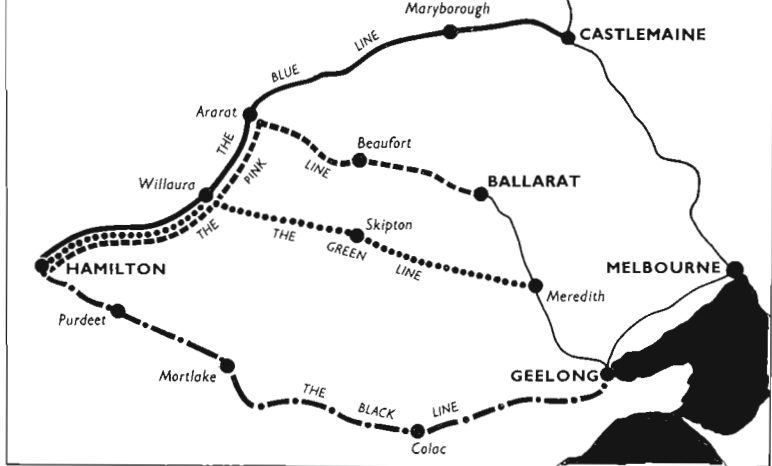 Maryborough
CASTLEMAINE
THE BLUE LINE
Ararat
Beaufort
THE PINK LINE
Willaura
BALLARAT
Skipton
THE GREEN LINE
HAMILTON
MELBOURNE
Meredith
Purdeet
Mortlake
GEELONG
THE BLACK LINE
Colac